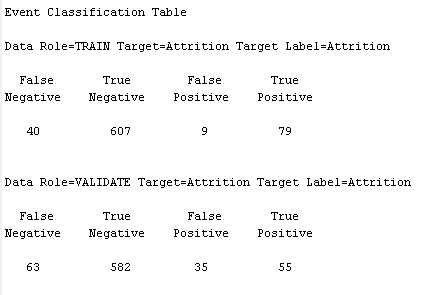 Event Classification Table
Data Role=TRAIN Target=Attrition Target Label=Attrition
False True False True
Negative Negative Positive Positive
40 607 9 79
Data Role=VALIDATE Target=Attrition Target Label=Attrition
False True False True
Negative Negative Positive Positive
63 582 35 55